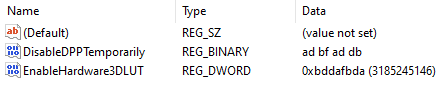 Name Type Data
(Default) REG_SZ (value not set)
DisableDPPTemporarily REG_BINARY ad bf ad db
EnableHardware3DLUT REG_DWORD 0xbddafbda (3185245146)